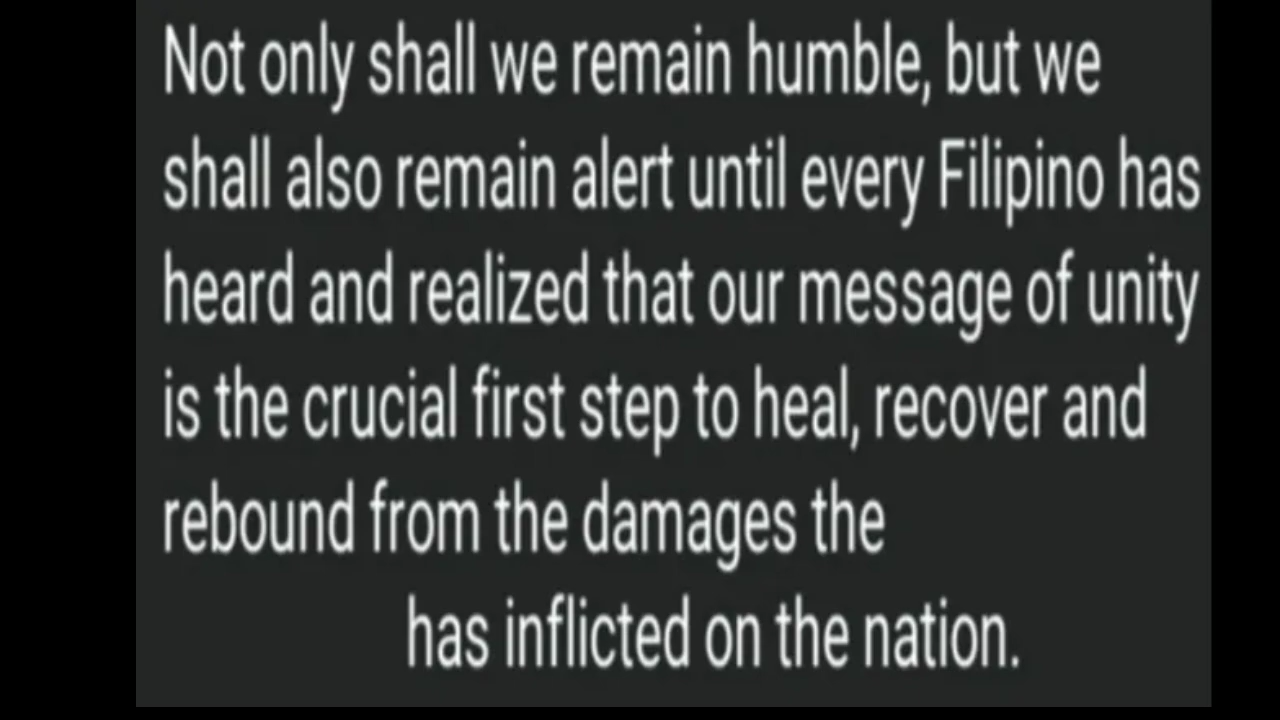 Not only shall we remain humble, but we
shall also remain alert until every Filipino has
heard and realized that our message of unity
is the crucial first step to heal, recover and
rebound from the damages the
has inflicted on the nation.